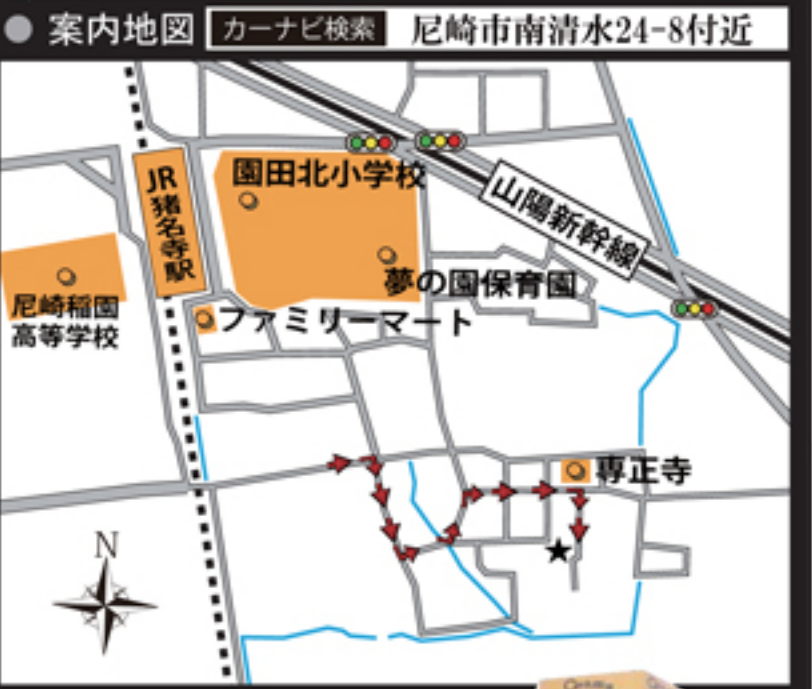 案内地図 カーナビ検索 尼崎市南清水24-8付近
園田北小学校
JR猪名寺駅
山陽新幹線
夢の園保育園
尼崎稲園
高等学校
ファミリーマート
専正寺
N